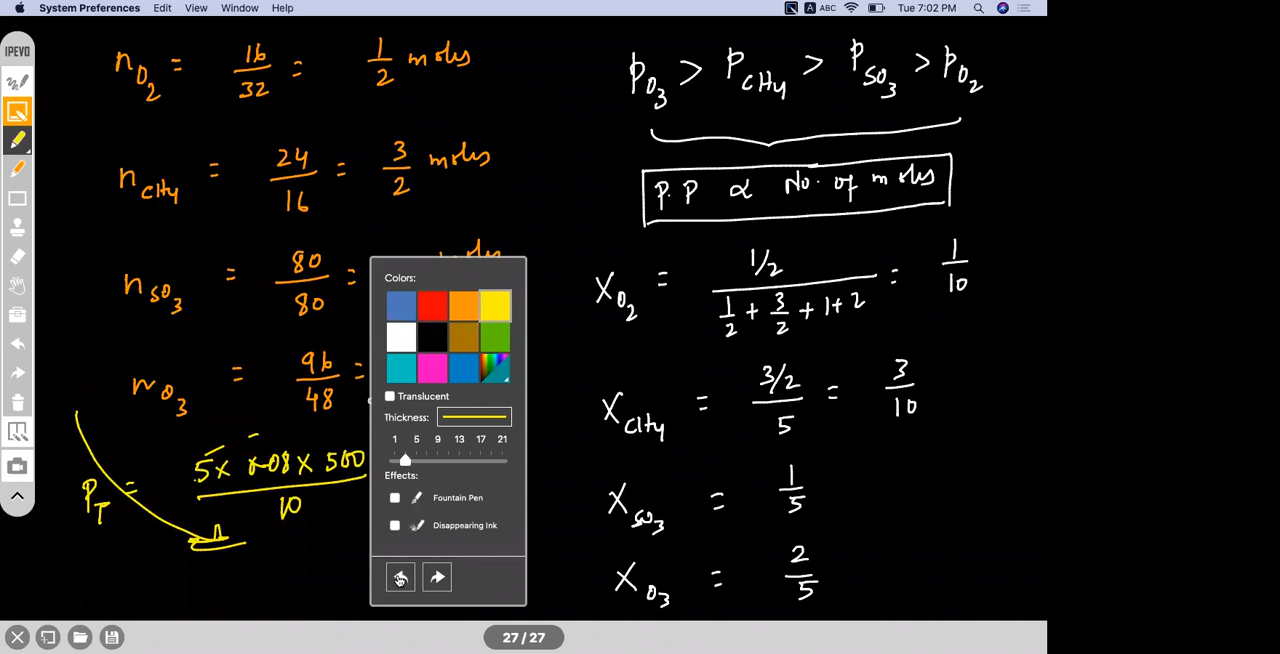 System Preferences Edit View Window Help
A ABC Tue 7:02 PM
IPEVO
n_O2 = 16/32 = 1/2 moles
n_CH4 = 24/16 = 3/2 moles
n_SO3 = 80/80 = moles
n_O3 = 96/48 =
P_T = .5 x .08 x 500 / 10
P_O3 > P_CH4 > P_SO3 > P_O2
P.P ∝ No. of moles
X_O2 = 1/2 / (1/2 + 3/2 + 1 + 2) = 1/10
X_CH4 = 3/2 / 5 = 3/10
X_SO3 = 1/5
X_O3 = 2/5
Colors:
Translucent
Thickness:
1 5 9 13 17 21
Effects:
Fountain Pen
Disappearing Ink
27 / 27